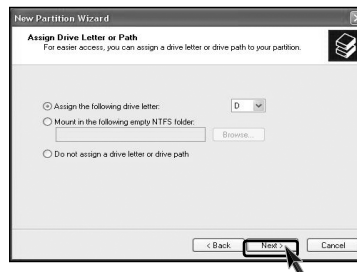 New Partition Wizard
Assign Drive Letter or Path
For easier access, you can assign a drive letter or drive path to your partition.
Assign the following drive letter: D
Mount in the following empty NTFS folder:
Browse...
Do not assign a drive letter or drive path
< Back Next > Cancel